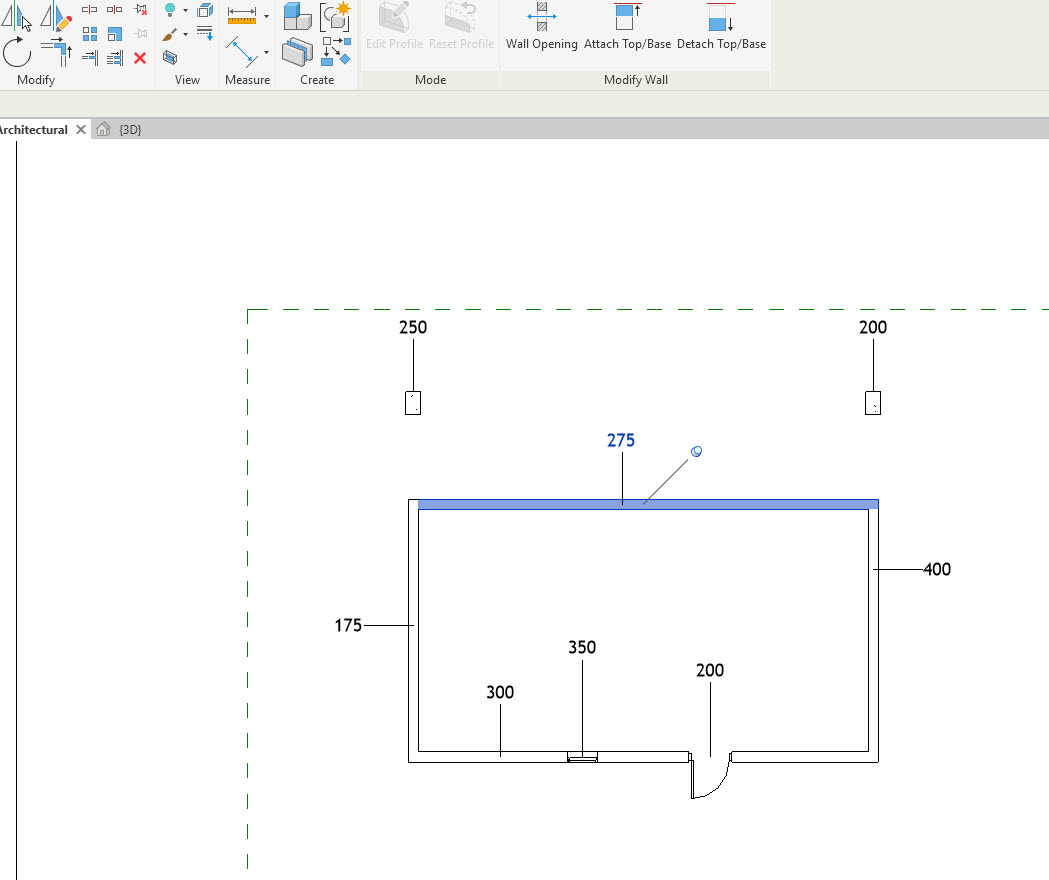 Edit Profile Reset Profile
Wall Opening Attach Top/Base Detach Top/Base
Modify View Measure Create Mode Modify Wall
Architectural {3D}
250 200
275
400
175
350
200
300